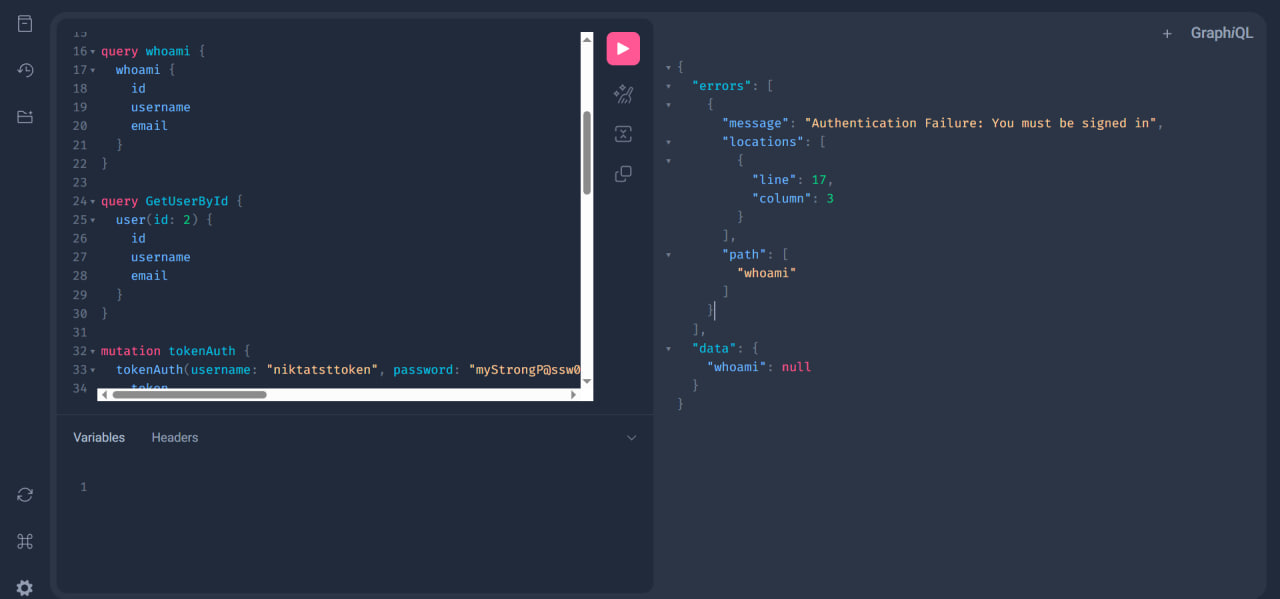 15
16 query whoami {
17 whoami {
18 id
19 username
20 email
21 }
22 }
23
24 query GetUserById {
25 user(id: 2) {
26 id
27 username
28 email
29 }
30 }
31
32 mutation tokenAuth {
33 tokenAuth(username: "niktatsttoken", password: "myStrongP@ssw0
34 token
Variables Headers
1
+ GraphiQL
{
"errors": [
{
"message": "Authentication Failure: You must be signed in",
"locations": [
{
"line": 17,
"column": 3
}
],
"path": [
"whoami"
]
}
],
"data": {
"whoami": null
}
}